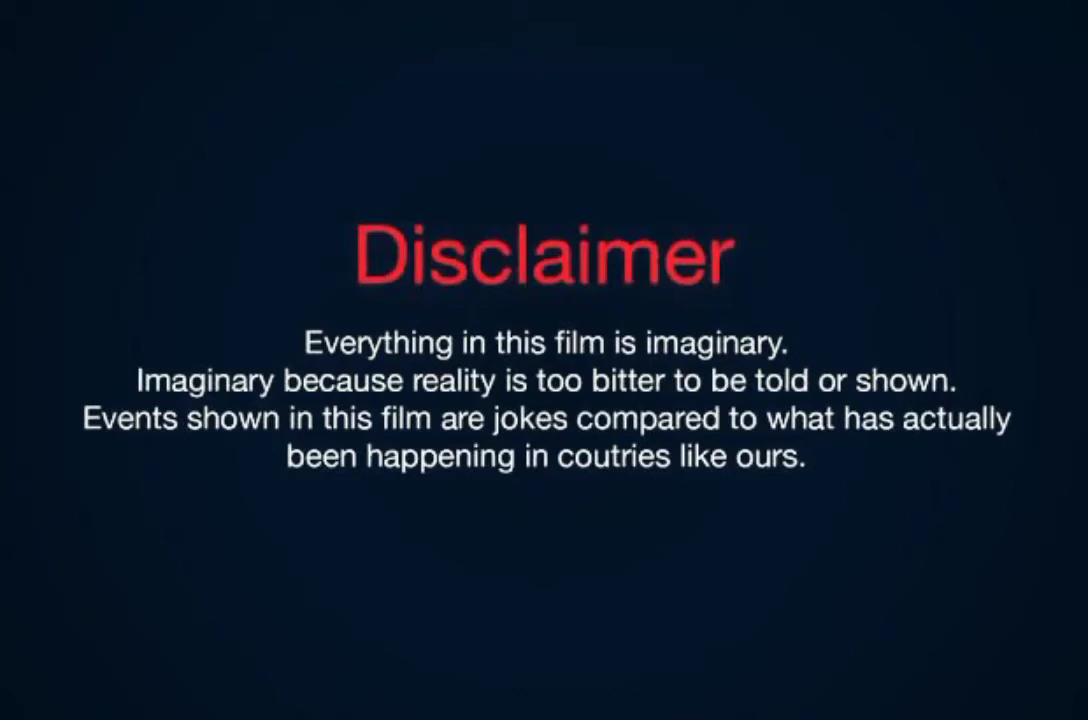 Disclaimer
Everything in this film is imaginary.
Imaginary because reality is too bitter to be told or shown.
Events shown in this film are jokes compared to what has actually
been happening in coutries like ours.